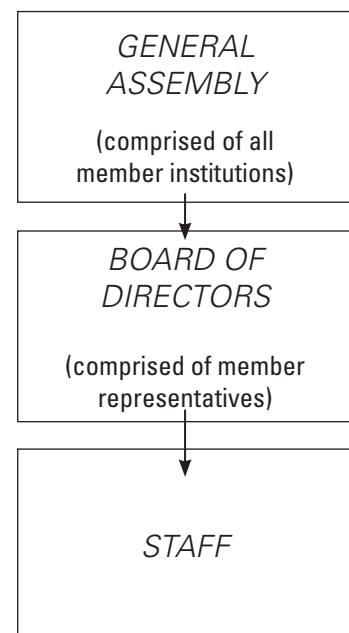 GENERAL
ASSEMBLY
(comprised of all
member institutions)
BOARD OF
DIRECTORS
(comprised of member
representatives)
STAFF